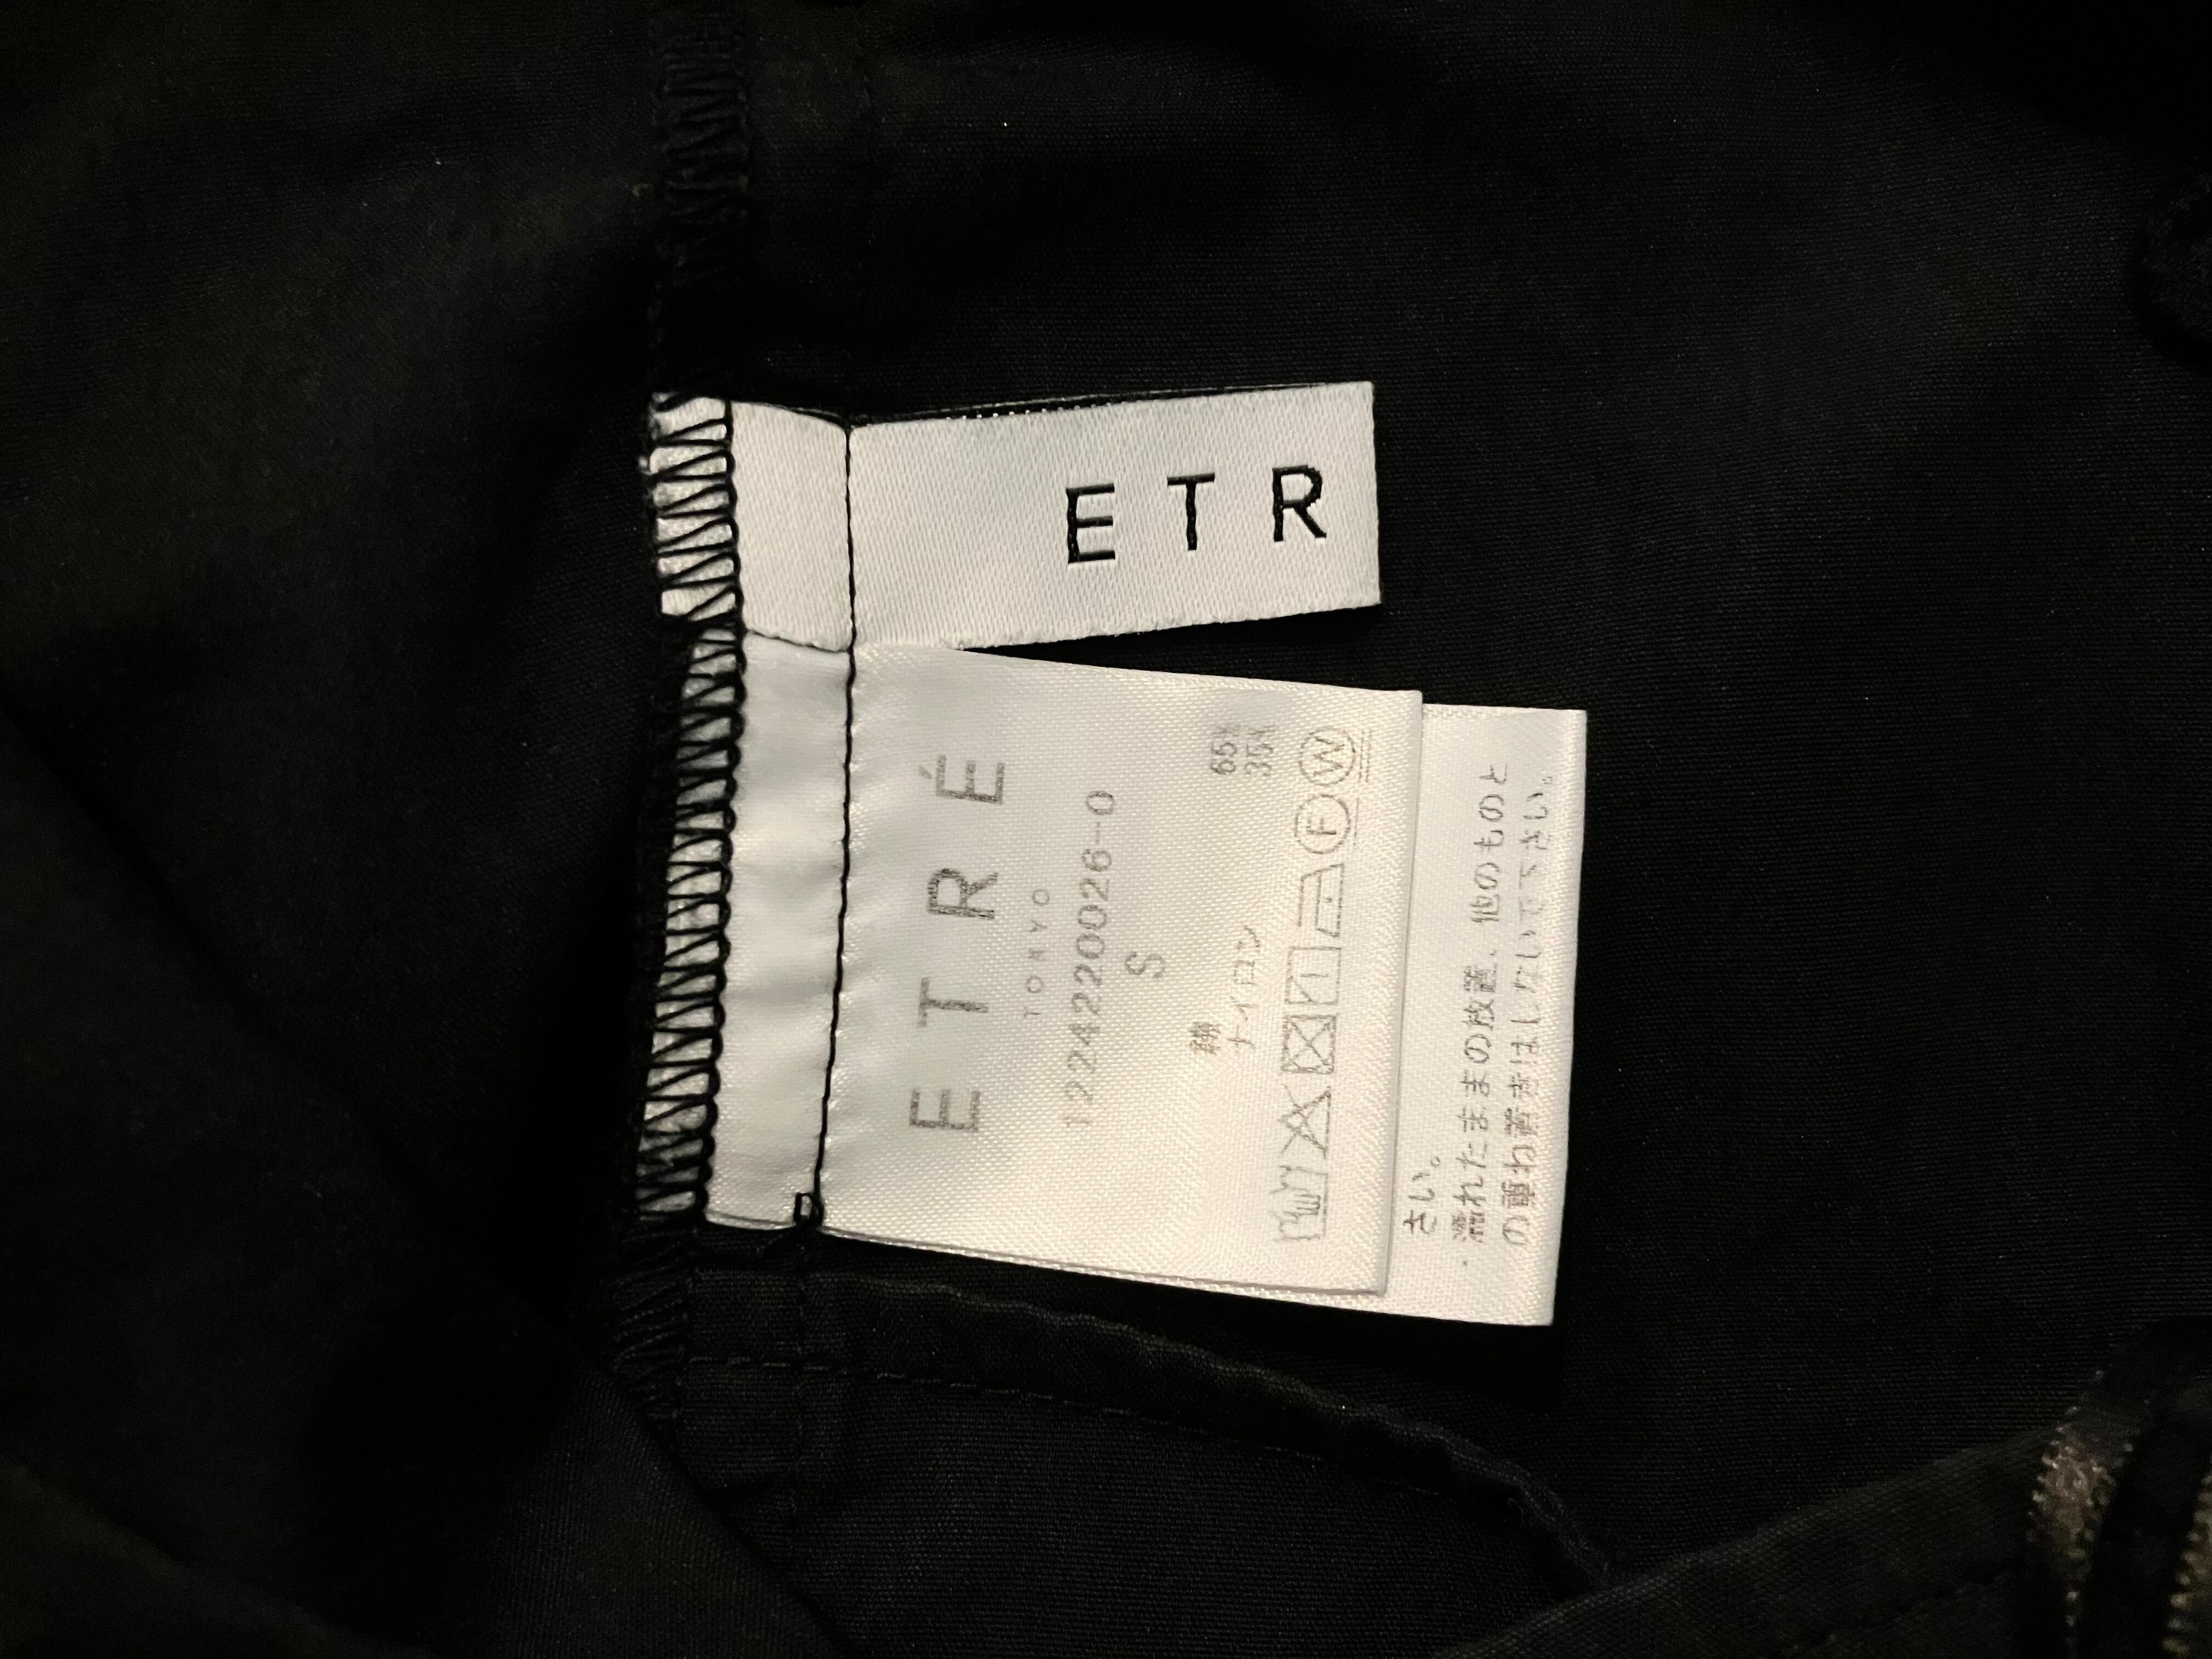 ETR
ETRÉ
TOKYO
1224220026-0
S
綿 65%
ナイロン 35%
F W
さい。
・濡れたままの放置、他のものと
の重ね置きはしないで下さい。